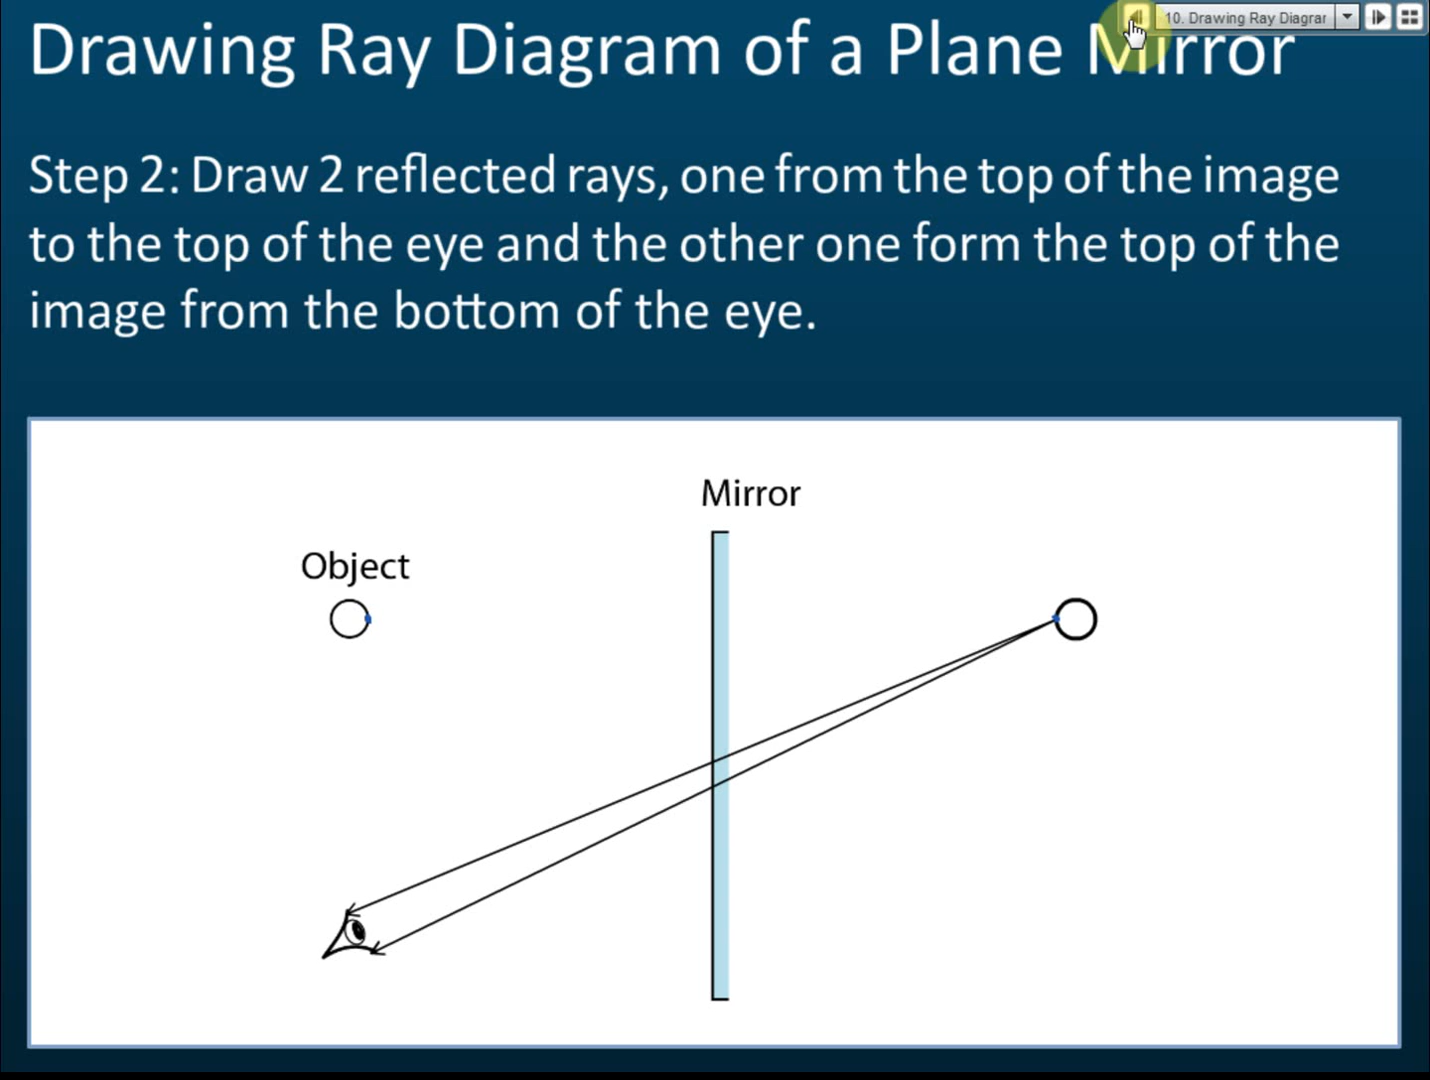 10. Drawing Ray Diagrar
Drawing Ray Diagram of a Plane Mirror
Step 2: Draw 2 reflected rays, one from the top of the image
to the top of the eye and the other one form the top of the
image from the bottom of the eye.
Mirror
Object